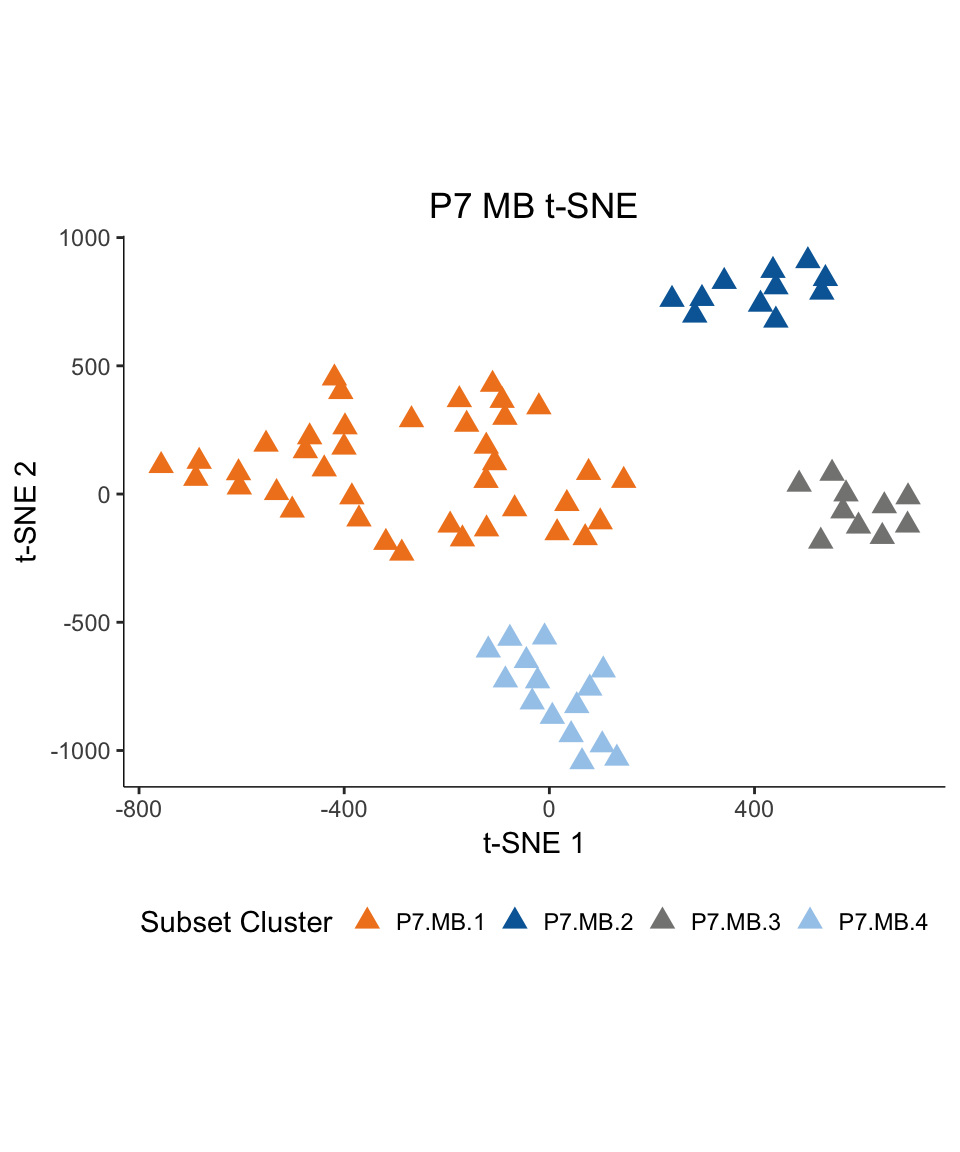 P7 MB t-SNE
1000
500
0
-500
-1000
t-SNE 2
-800 -400 0 400
t-SNE 1
Subset Cluster P7.MB.1 P7.MB.2 P7.MB.3 P7.MB.4